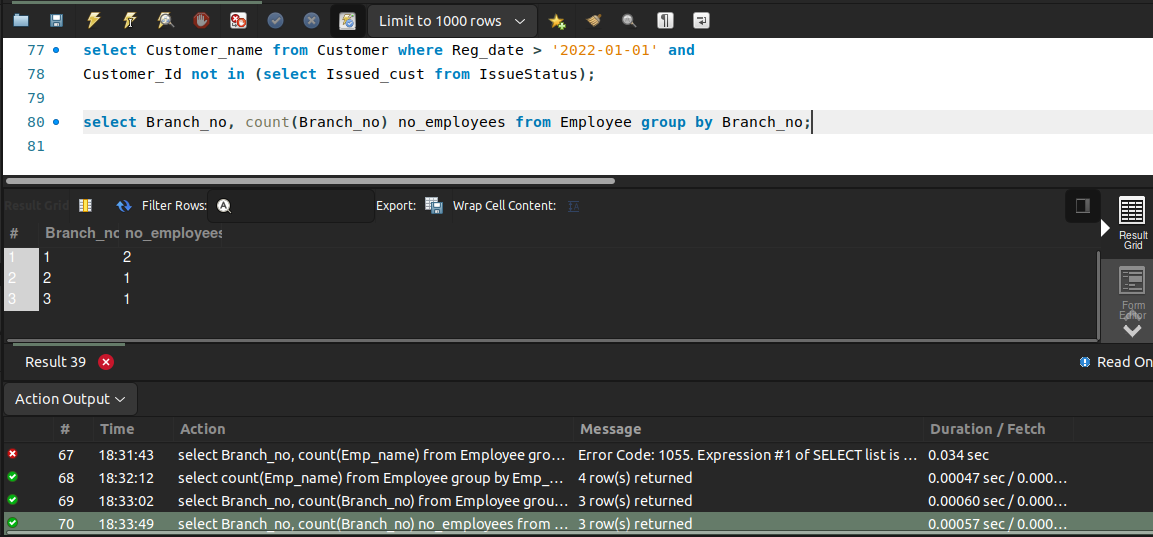 Limit to 1000 rows
77 select Customer_name from Customer where Reg_date > '2022-01-01' and
78 Customer_Id not in (select Issued_cust from IssueStatus);
79
80 select Branch_no, count(Branch_no) no_employees from Employee group by Branch_no;
81
Result Grid Filter Rows: Export: Wrap Cell Content:
# Branch_no no_employees
1 1 2
2 2 1
3 3 1
Result Grid
Form Editor
Result 39 Read On
Action Output
# Time Action Message Duration / Fetch
67 18:31:43 select Branch_no, count(Emp_name) from Employee gro... Error Code: 1055. Expression #1 of SELECT list is ... 0.034 sec
68 18:32:12 select count(Emp_name) from Employee group by Emp_... 4 row(s) returned 0.00047 sec / 0.000...
69 18:33:02 select Branch_no, count(Branch_no) from Employee grou... 3 row(s) returned 0.00060 sec / 0.000...
70 18:33:49 select Branch_no, count(Branch_no) no_employees from ... 3 row(s) returned 0.00057 sec / 0.000...